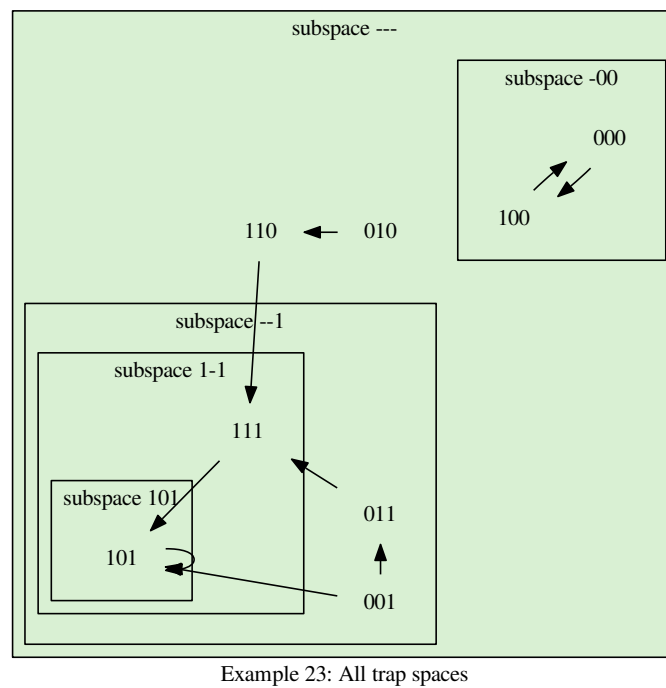 subspace ---
subspace -00
000
100
110
010
subspace --1
subspace 1-1
111
subspace 101
011
101
001
Example 23: All trap spaces